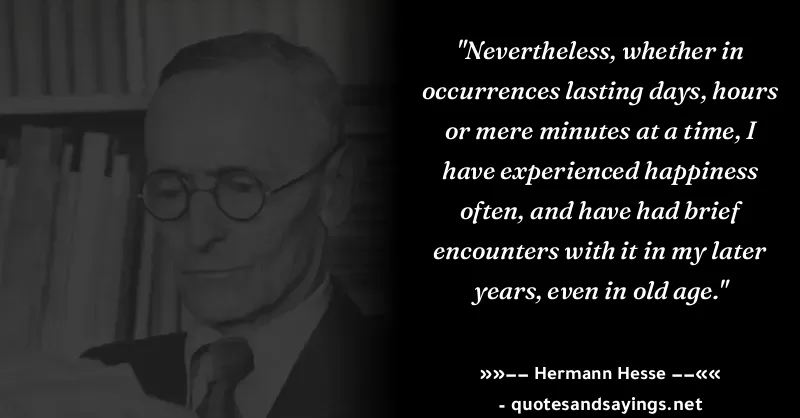 "Nevertheless, whether in
occurrences lasting days, hours
or mere minutes at a time, I
have experienced happiness
often, and have had brief
encounters with it in my later
years, even in old age."
»»−− Hermann Hesse −−««
- quotesandsayings.net